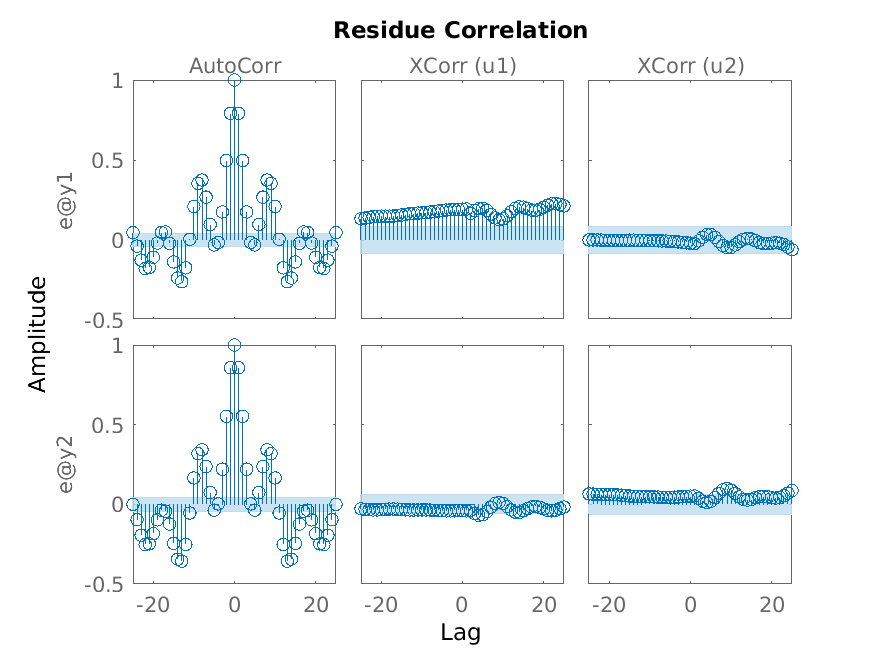 Residue Correlation
AutoCorr
XCorr (u1)
XCorr (u2)
Amplitude
e@y1
1
0.5
0
-0.5
e@y2
1
0.5
0
-0.5
-20 0 20
-20 0 20
-20 0 20
Lag